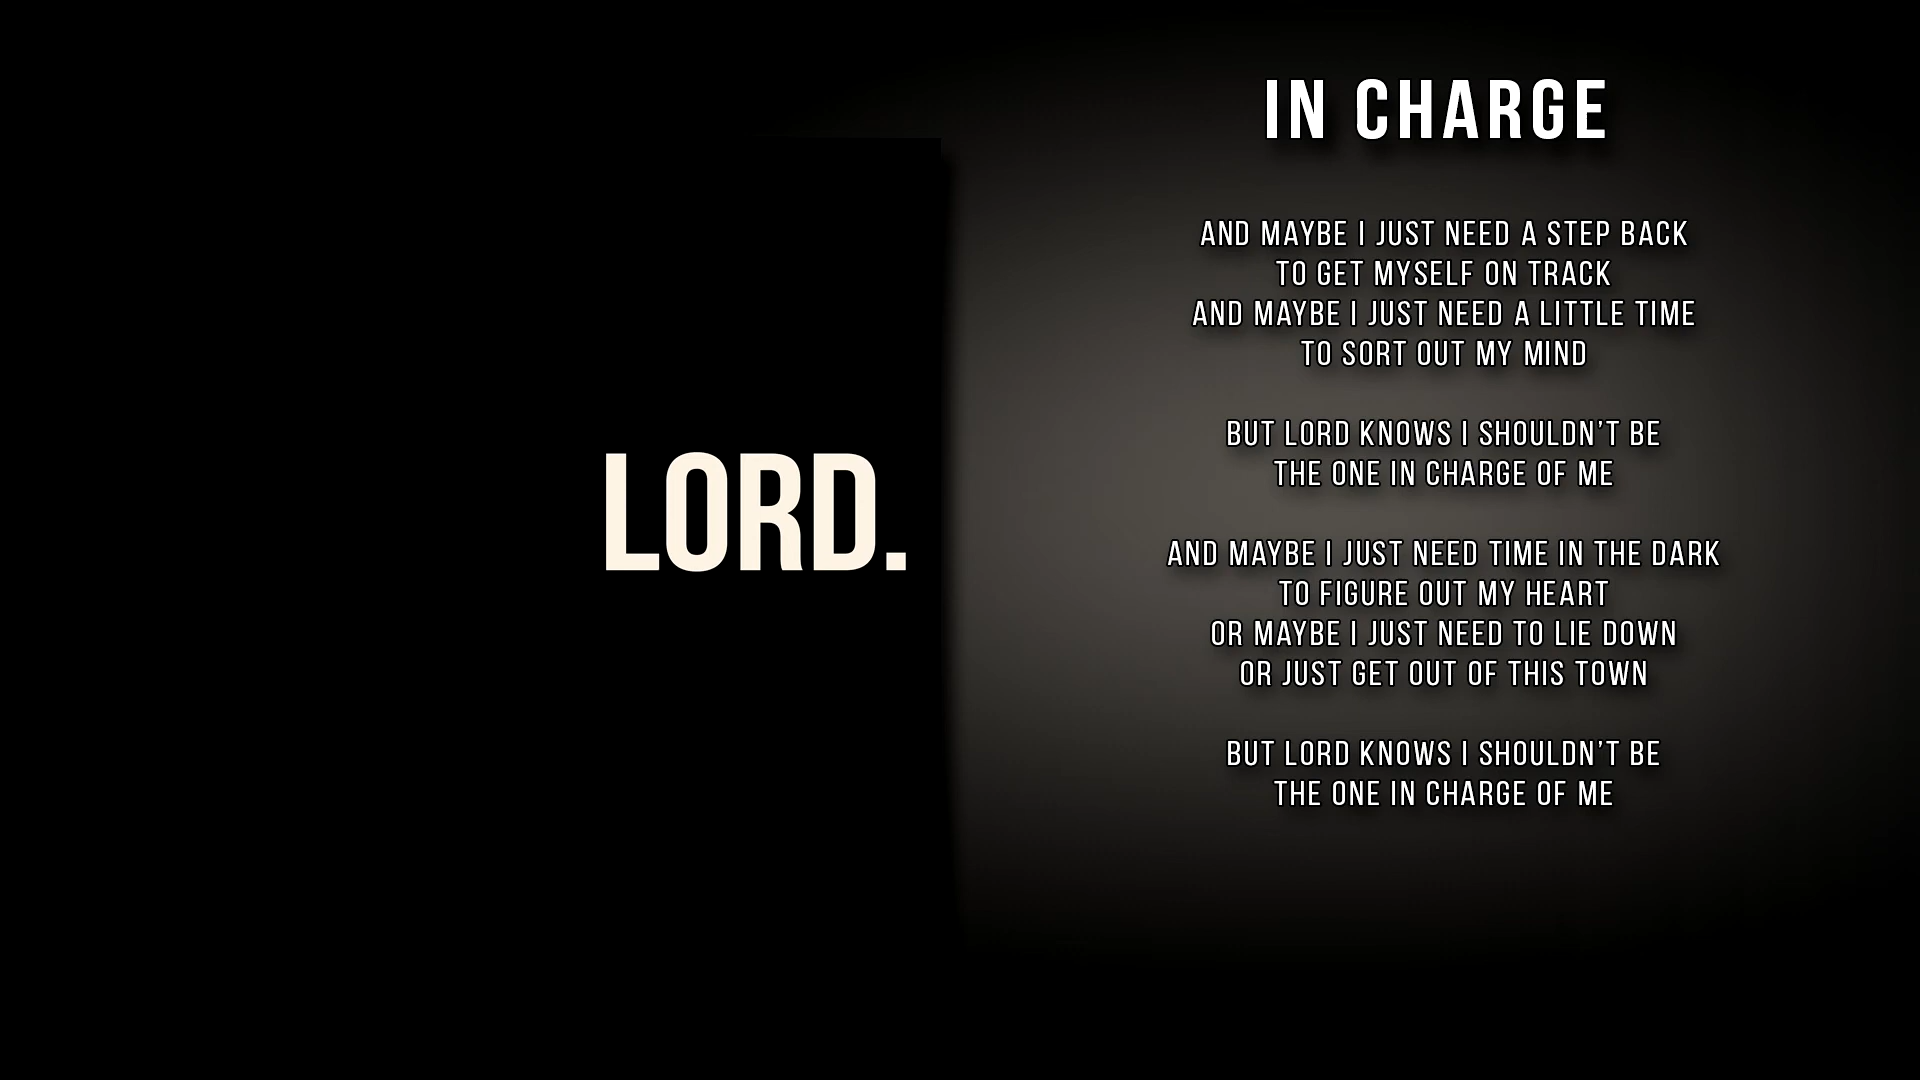 LORD.
IN CHARGE
AND MAYBE I JUST NEED A STEP BACK
TO GET MYSELF ON TRACK
AND MAYBE I JUST NEED A LITTLE TIME
TO SORT OUT MY MIND
BUT LORD KNOWS I SHOULDN'T BE
THE ONE IN CHARGE OF ME
AND MAYBE I JUST NEED TIME IN THE DARK
TO FIGURE OUT MY HEART
OR MAYBE I JUST NEED TO LIE DOWN
OR JUST GET OUT OF THIS TOWN
BUT LORD KNOWS I SHOULDN'T BE
THE ONE IN CHARGE OF ME